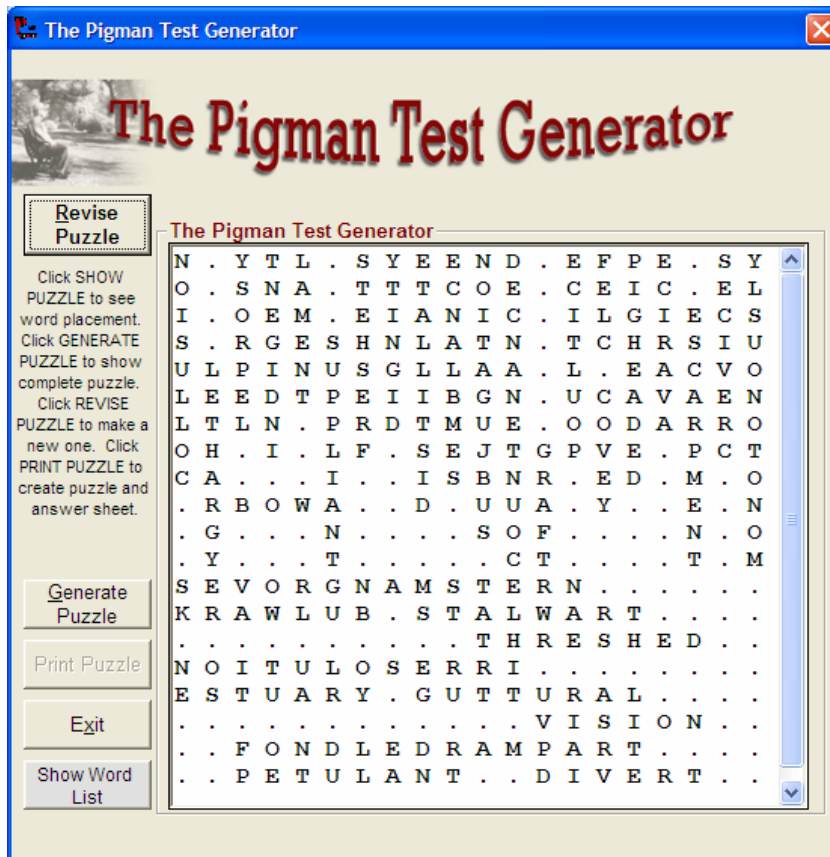 The Pigman Test Generator
The Pigman Test Generator
Revise
Puzzle
Click SHOW
PUZZLE to see
word placement.
Click GENERATE
PUZZLE to show
complete puzzle.
Click REVISE
PUZZLE to make a
new one. Click
PRINT PUZZLE to
create puzzle and
answer sheet.
Generate
Puzzle
Print Puzzle
Exit
Show Word
List
The Pigman Test Generator
N . Y T L . S Y E E N D . E F P E . S Y
O . S N A . T T T C O E . C E I C . E L
I . O E M . E I A N I C . I L G I E C S
S . R G E S H N L A T N . T C H R S I U
U L P I N U S G L L A A . L . E A C V O
L E E D T P E I I B G N . U C A V A E N
L T L N . P R D T M U E . O O D A R R O
O H . I . L F . S E J T G P V E . P C T
C A . . . I . . I S B N R . E D . M . O
. R B O W A . . D . U U A . Y . . E . N
. G . . . N . . . . S O F . . . . N . O
. Y . . . T . . . . . C T . . . . T . M
S E V O R G N A M S T E R N . . . . . .
K R A W L U B . S T A L W A R T . . . .
. . . . . . . . . . T H R E S H E D . .
N O I T U L O S E R R I . . . . . . . .
E S T U A R Y . G U T T U R A L . . . .
. . . . . . . . . . . . V I S I O N . .
. . F O N D L E D R A M P A R T . . . .
. . P E T U L A N T . . D I V E R T . .